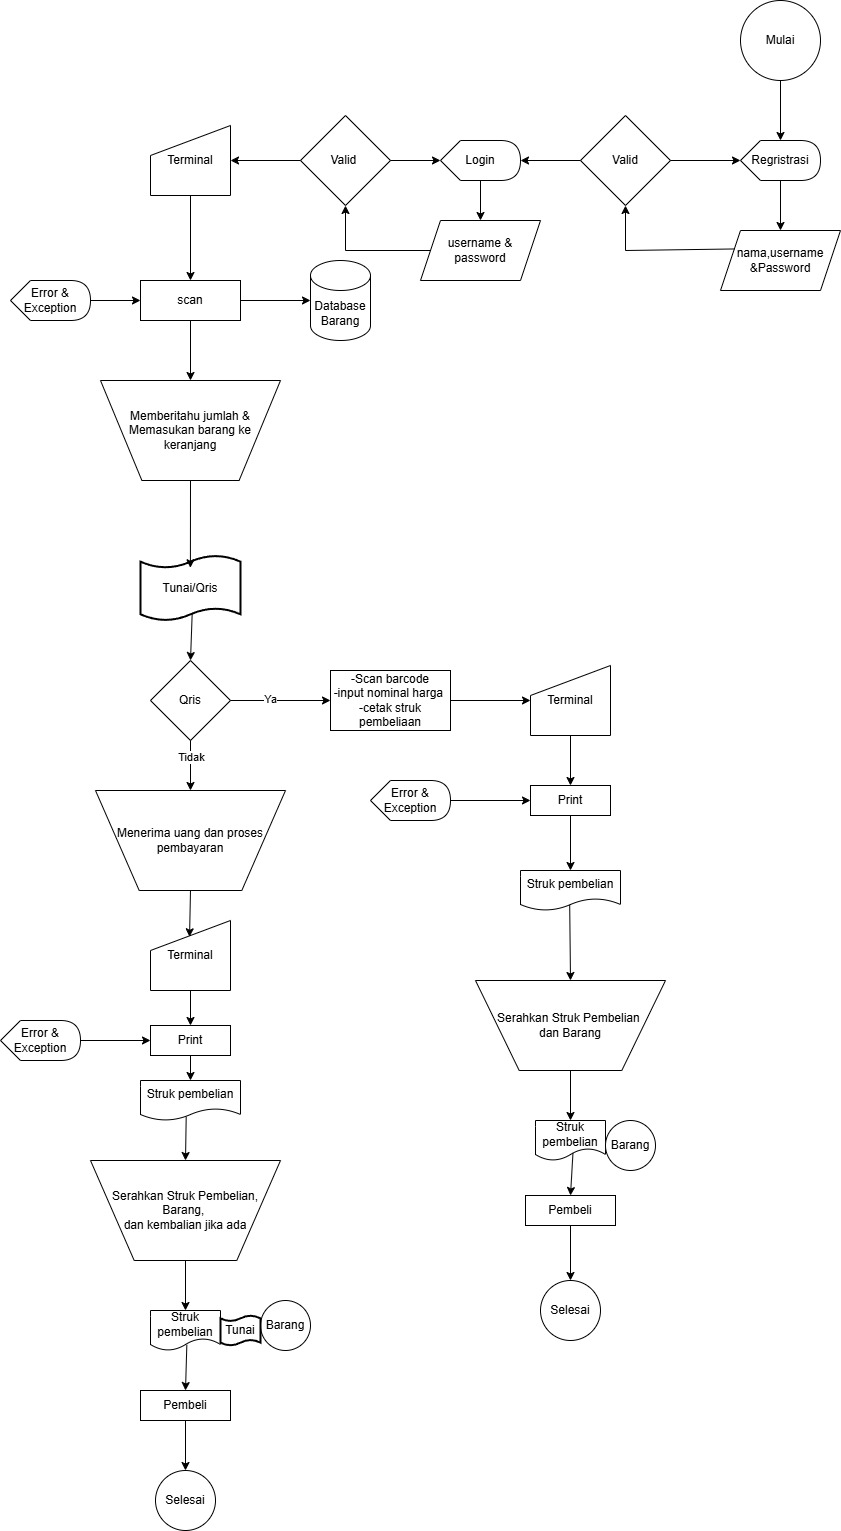 Mulai
Terminal
Valid
Login
Valid
Regristrasi
username &
password
nama,username
&Password
Error &
Exception
scan
Database
Barang
Memberitahu jumlah &
Memasukan barang ke
keranjang
Tunai/Qris
Qris
Ya
-Scan barcode
-input nominal harga
-cetak struk
pembeliaan
Terminal
Tidak
Error &
Exception
Print
Menerima uang dan proses
pembayaran
Struk pembelian
Terminal
Serahkan Struk Pembelian
dan Barang
Error &
Exception
Print
Struk pembelian
Struk
pembelian
Barang
Serahkan Struk Pembelian,
Barang,
dan kembalian jika ada
Pembeli
Selesai
Struk
pembelian
Tunai
Barang
Pembeli
Selesai